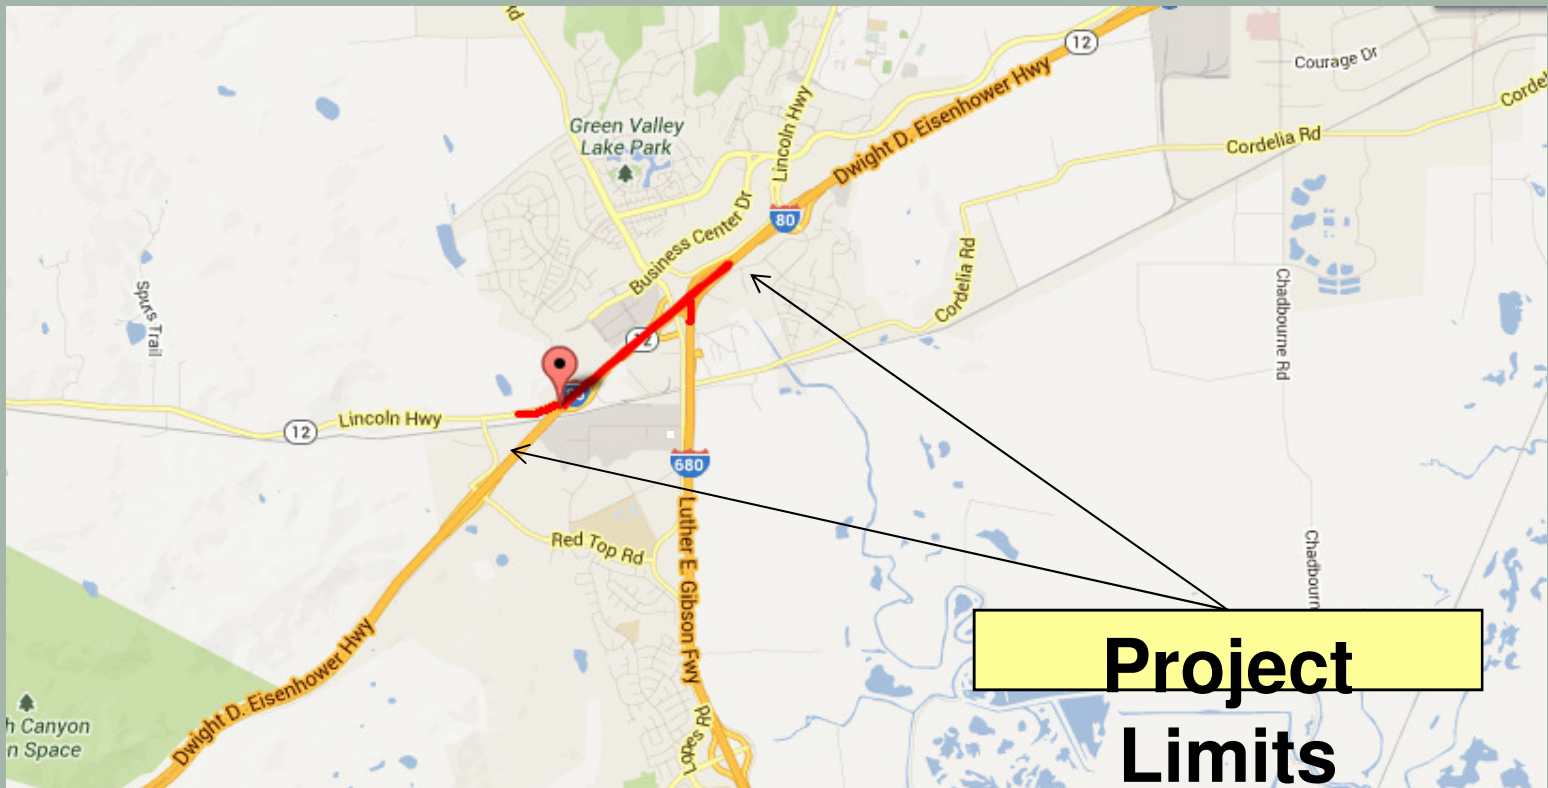 Rd
12
Courage Dr
Cordel
Dwight D. Eisenhower Hwy
Lincoln Hwy
Green Valley
Lake Park
Cordelia Rd
80
Business Center Dr
Cordelia Rd
Spurs Trail
Chadbourne Rd
12
Lincoln Hwy
12
680
Luther E. Gibson Fwy
Red Top Rd
Chadbourn
Dwight D. Eisenhower Hwy
h Canyon
n Space
Lopes Rd
Project
Limits